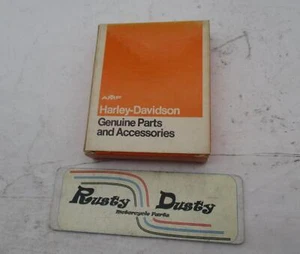 AMF
Harley-Davidson
Genuine Parts
and Accessories
Rusty Dusty
Motorcycle Parts